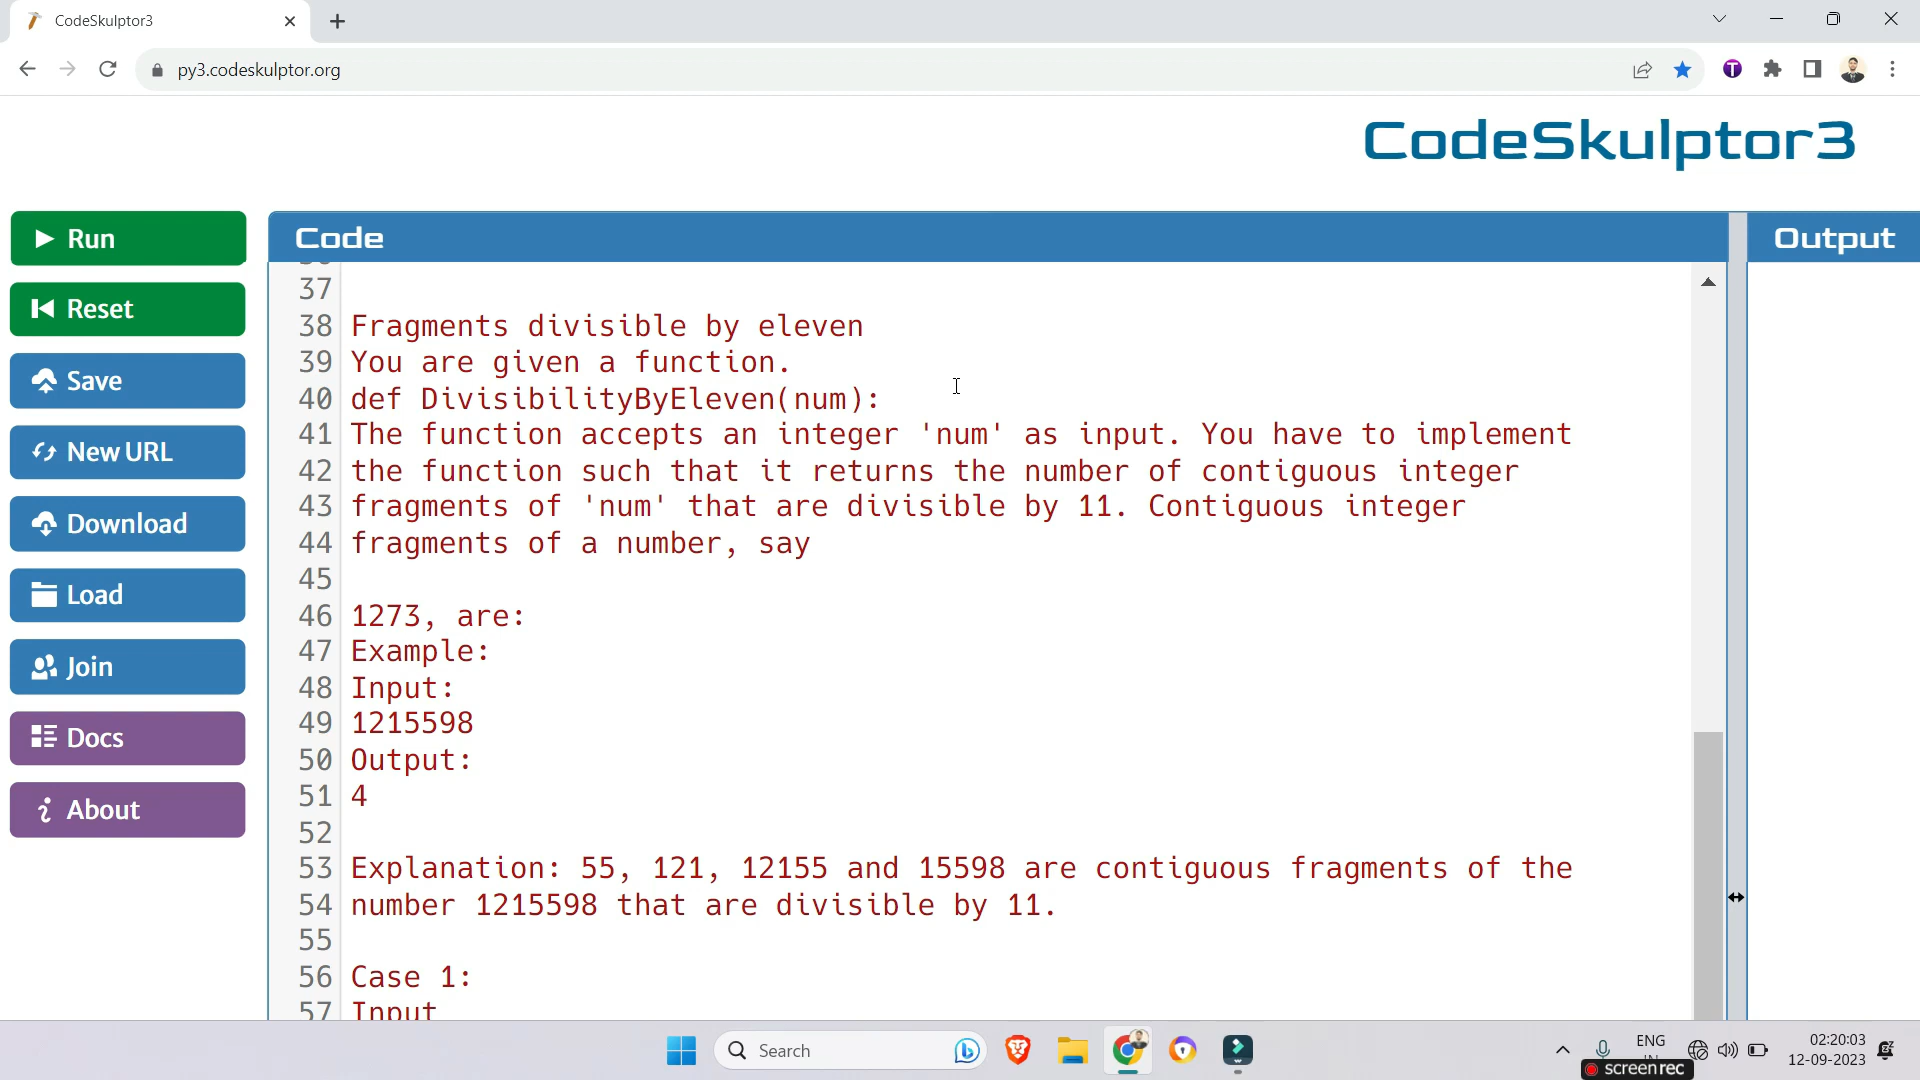 CodeSkulptor3
py3.codeskulptor.org
T
CodeSkulptor3
Run
Reset
Save
New URL
Download
Load
Join
Docs
About
Code
Output
37
38 Fragments divisible by eleven
39 You are given a function.
40 def DivisibilityByEleven(num):
41 The function accepts an integer 'num' as input. You have to implement
42 the function such that it returns the number of contiguous integer
43 fragments of 'num' that are divisible by 11. Contiguous integer
44 fragments of a number, say
45
46 1273, are:
47 Example:
48 Input:
49 1215598
50 Output:
51 4
52
53 Explanation: 55, 121, 12155 and 15598 are contiguous fragments of the
54 number 1215598 that are divisible by 11.
55
56 Case 1:
57 Input
Search
ENG
02:20:03
12-09-2023
screenrec